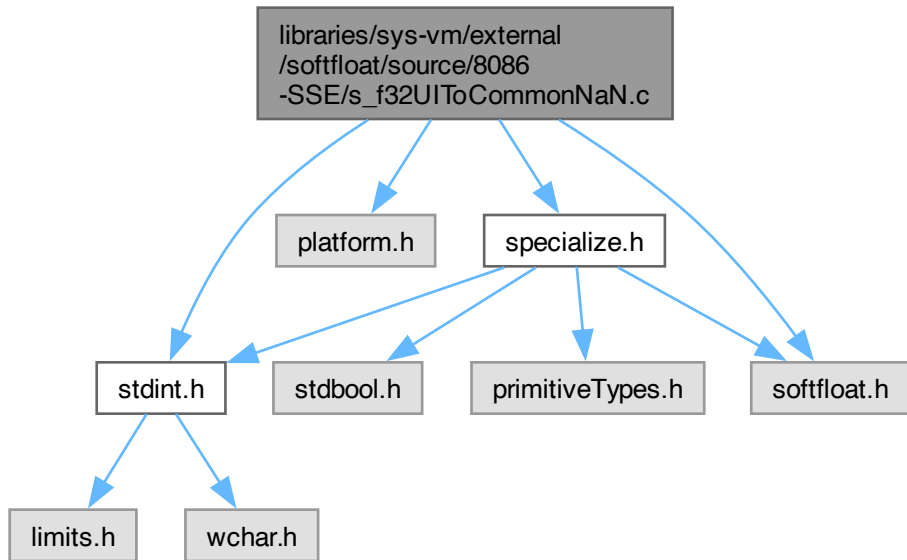 libraries/sys-vm/external
/softfloat/source/8086
-SSE/s_f32UIToCommonNaN.c
platform.h
specialize.h
stdint.h
stdbool.h
primitiveTypes.h
softfloat.h
limits.h
wchar.h